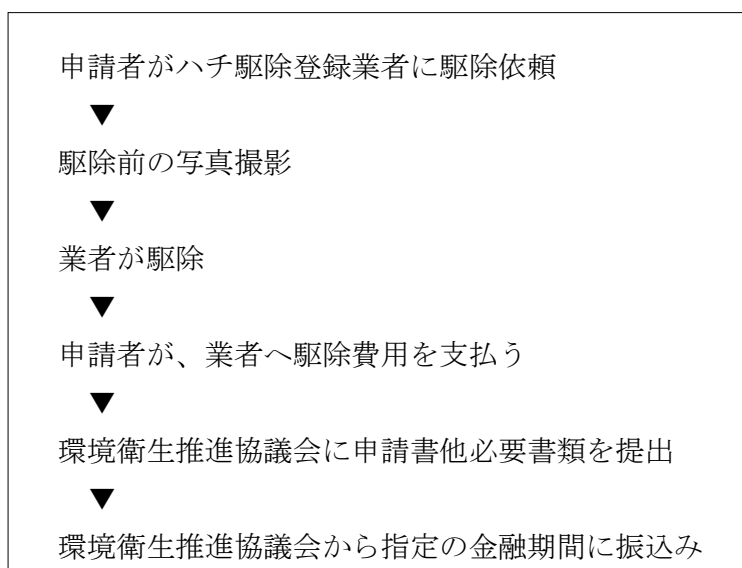 申請者がハチ駆除登録業者に駆除依頼
▼
駆除前の写真撮影
▼
業者が駆除
▼
申請者が、業者へ駆除費用を支払う
▼
環境衛生推進協議会に申請書他必要書類を提出
▼
環境衛生推進協議会から指定の金融期間に振込み